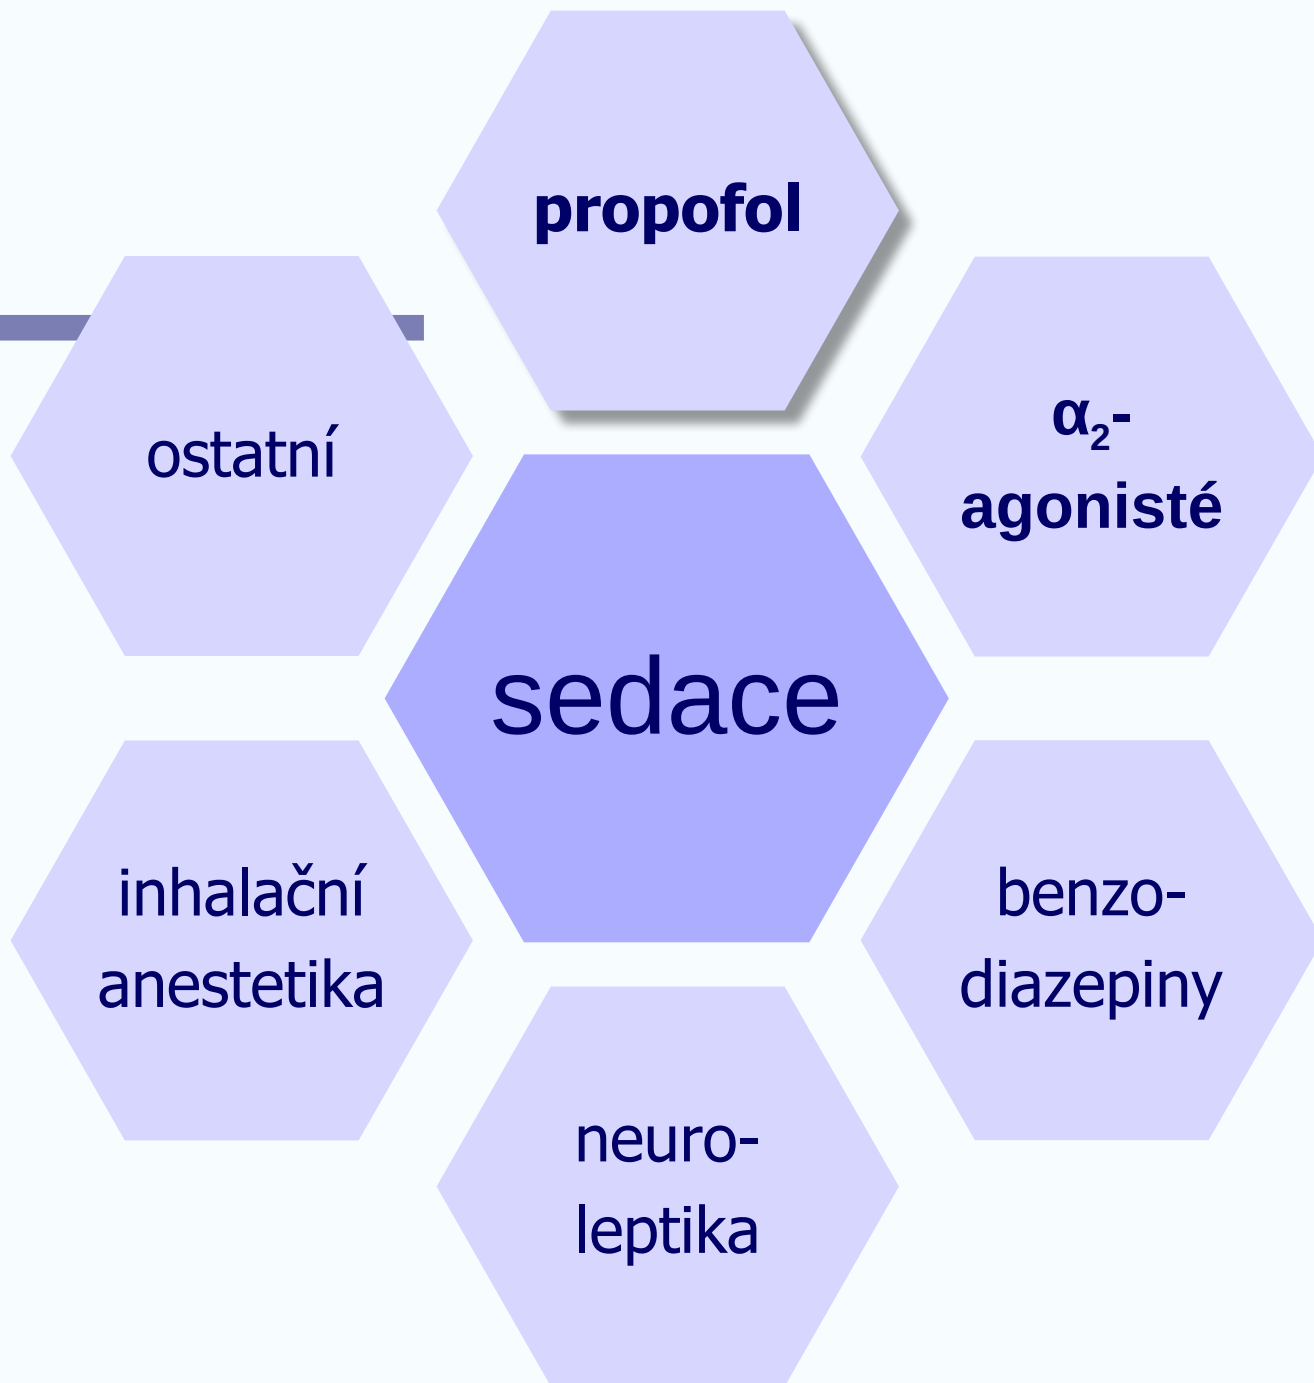 propofol
α₂-
agonisté
ostatní
sedace
inhalační
anestetika
benzo-
diazepiny
neuro-
leptika